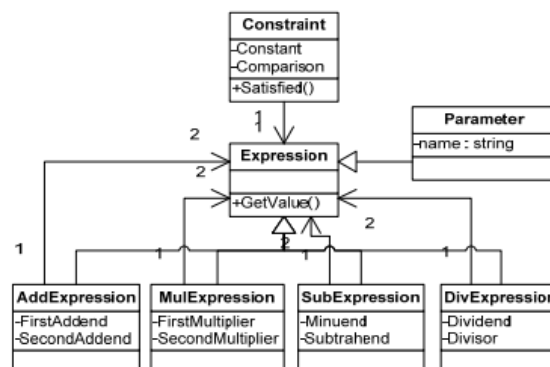 Constraint
-Constant
-Comparison
+Satisfied()
1
1
Parameter
-name : string
2
Expression
2
+GetValue()
2
2
1
1
1
1
AddExpression
-FirstAddend
-SecondAddend
MulExpression
-FirstMultiplier
-SecondMultiplier
SubExpression
-Minuend
-Subtrahend
DivExpression
-Dividend
-Divisor